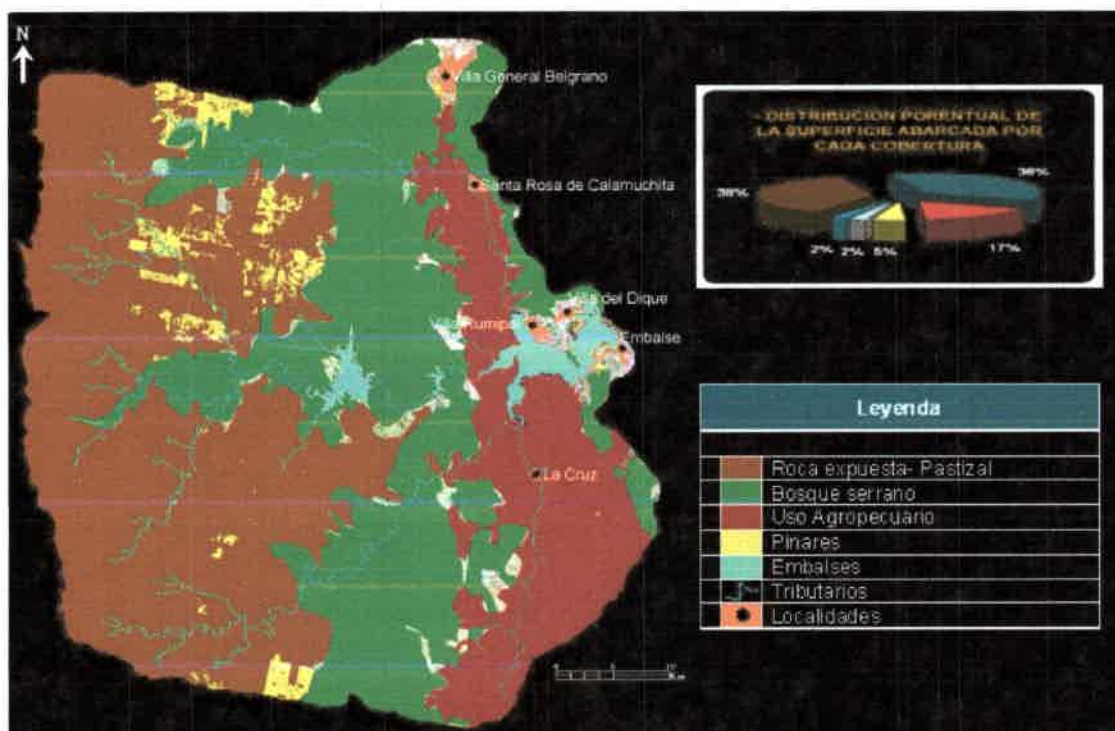 N
Villa General Belgrano
Santa Rosa de Calamuchita
Villa del Dique
Villa Rumipal
Embalse
La Cruz
- DISTRIBUCION PORENTUAL DE
LA SUPERFICIE ABARCADA POR
CADA COBERTURA
38%
36%
2%
2%
5%
17%
Leyenda
Roca expuesta- Pastizal
Bosque serrano
Uso Agropecuario
Pinares
Embalses
Tributarios
Localidades